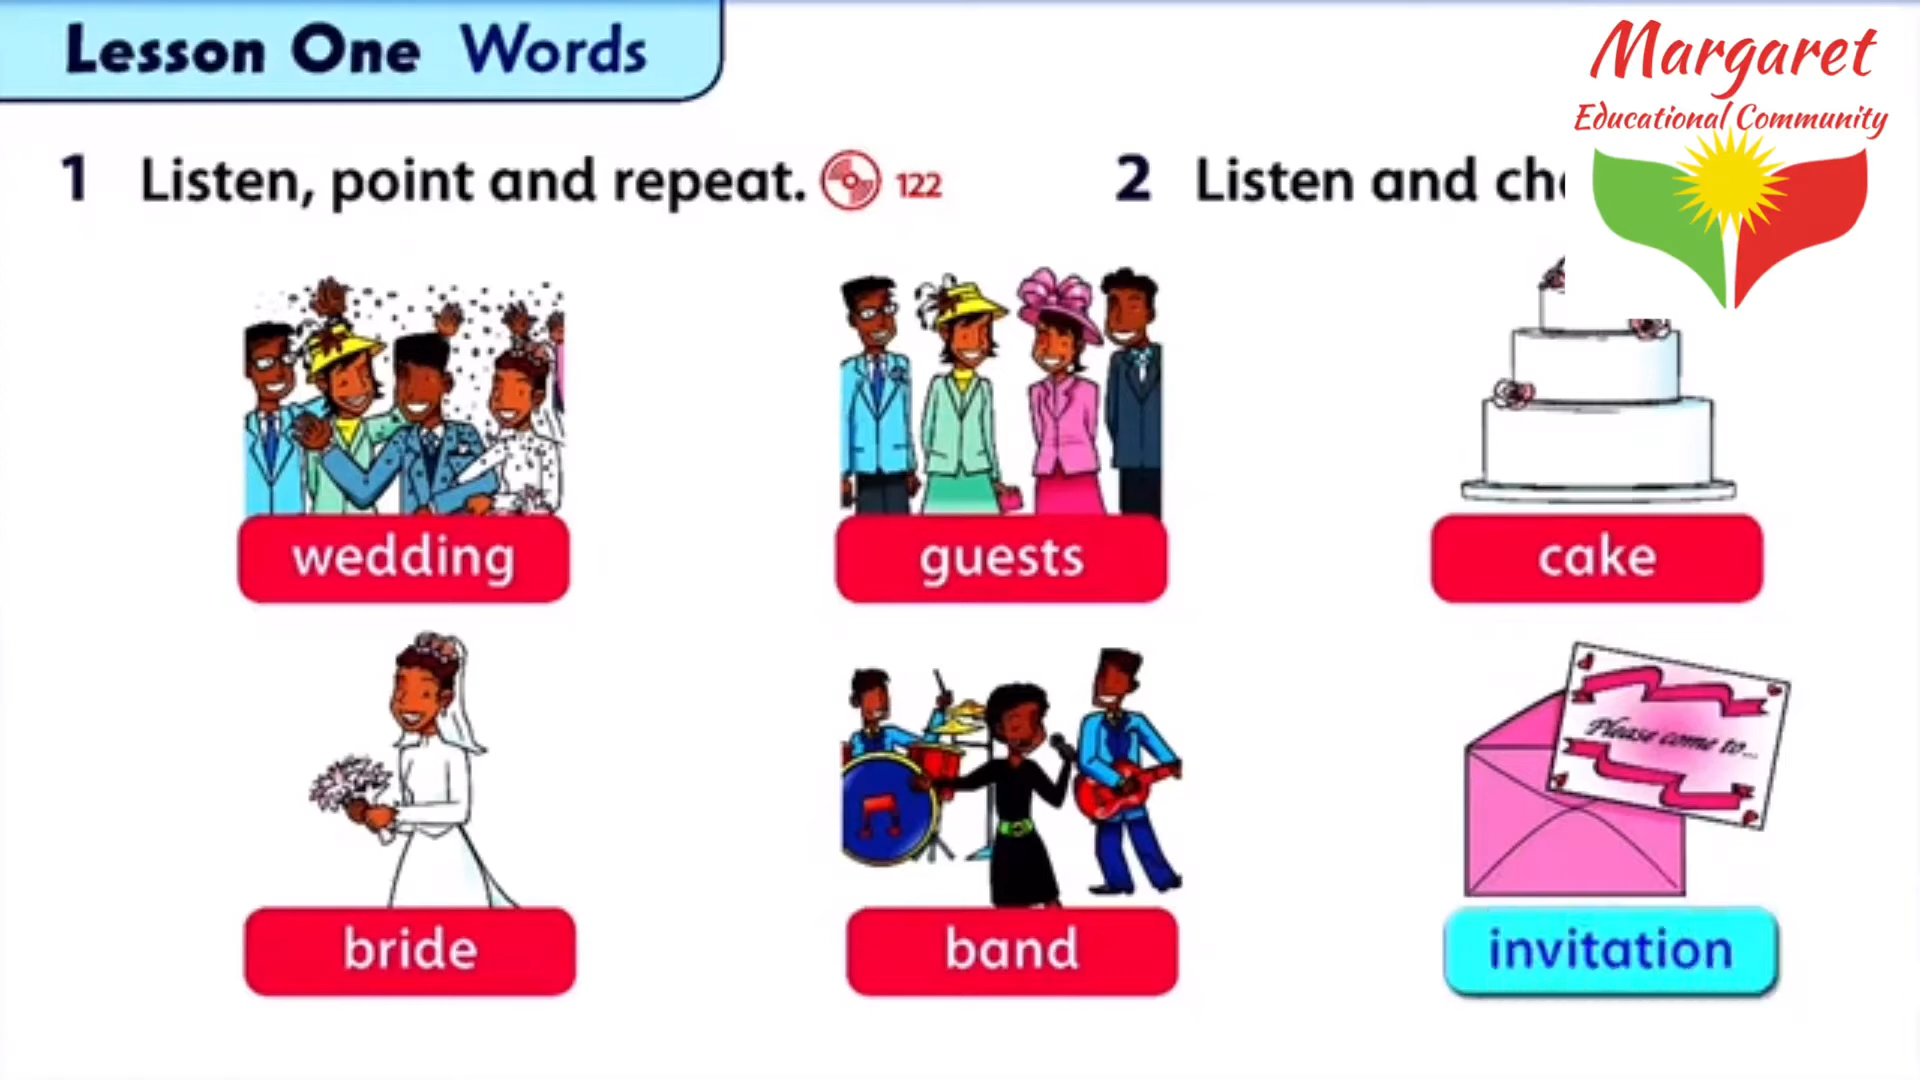 Lesson One Words
Margaret
Educational Community
1 Listen, point and repeat. 122
2 Listen and
wedding
guests
cake
Please come to...
bride
band
invitation